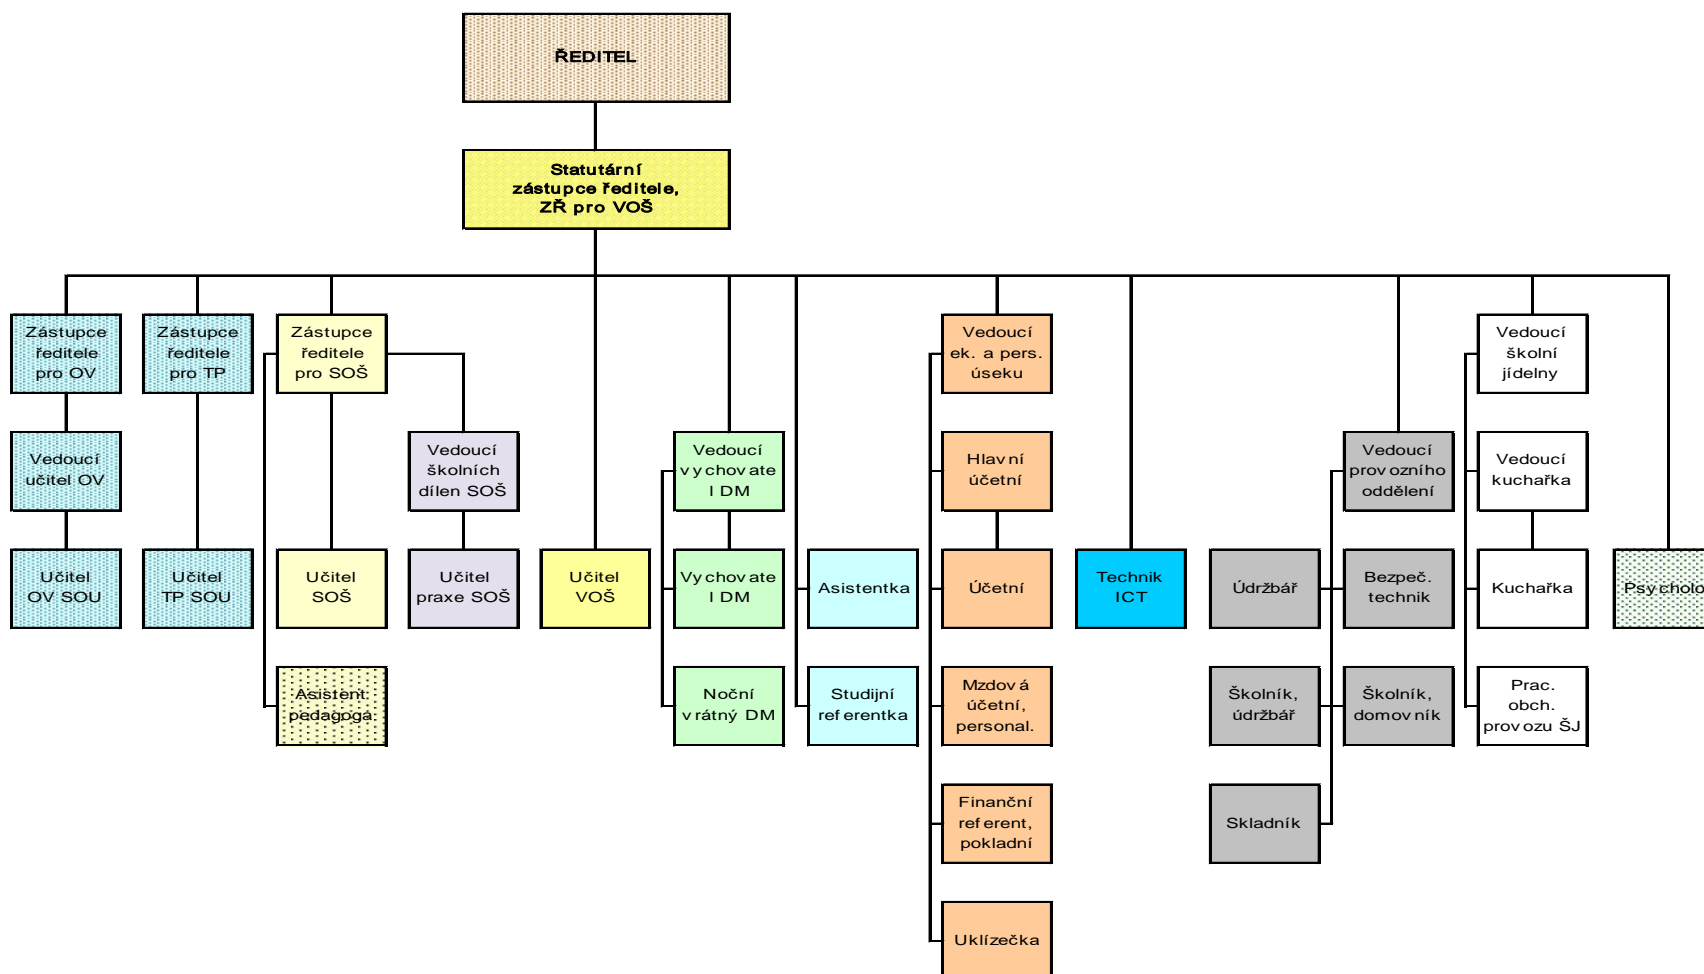 ŘEDITEL
Statutární
zástupce ředitele,
ZŘ pro VOŠ
Zástupce
ředitele
pro OV
Zástupce
ředitele
pro TP
Zástupce
ředitele
pro SOŠ
Vedoucí
ek. a pers.
úseku
Vedoucí
školní
jídelny
Vedoucí
učitel OV
Vedoucí
školních
dílen SOŠ
Vedoucí
vychovate
l DM
Hlavní
účetní
Vedoucí
provozního
oddělení
Vedoucí
kuchařka
Učitel
OV SOU
Učitel
TP SOU
Učitel
SOŠ
Učitel
praxe SOŠ
Učitel
VOŠ
Vychovate
l DM
Asistentka
Účetní
Technik
ICT
Údržbář
Bezpeč.
technik
Kuchařka
Psycholo
Asistent
pedagoga
Noční
vrátný DM
Studijní
referentka
Mzdová
účetní,
personal.
Školník,
údržbář
Školník,
domovník
Prac.
obch.
provozu ŠJ
Finanční
referent,
pokladní
Skladník
Uklízečka